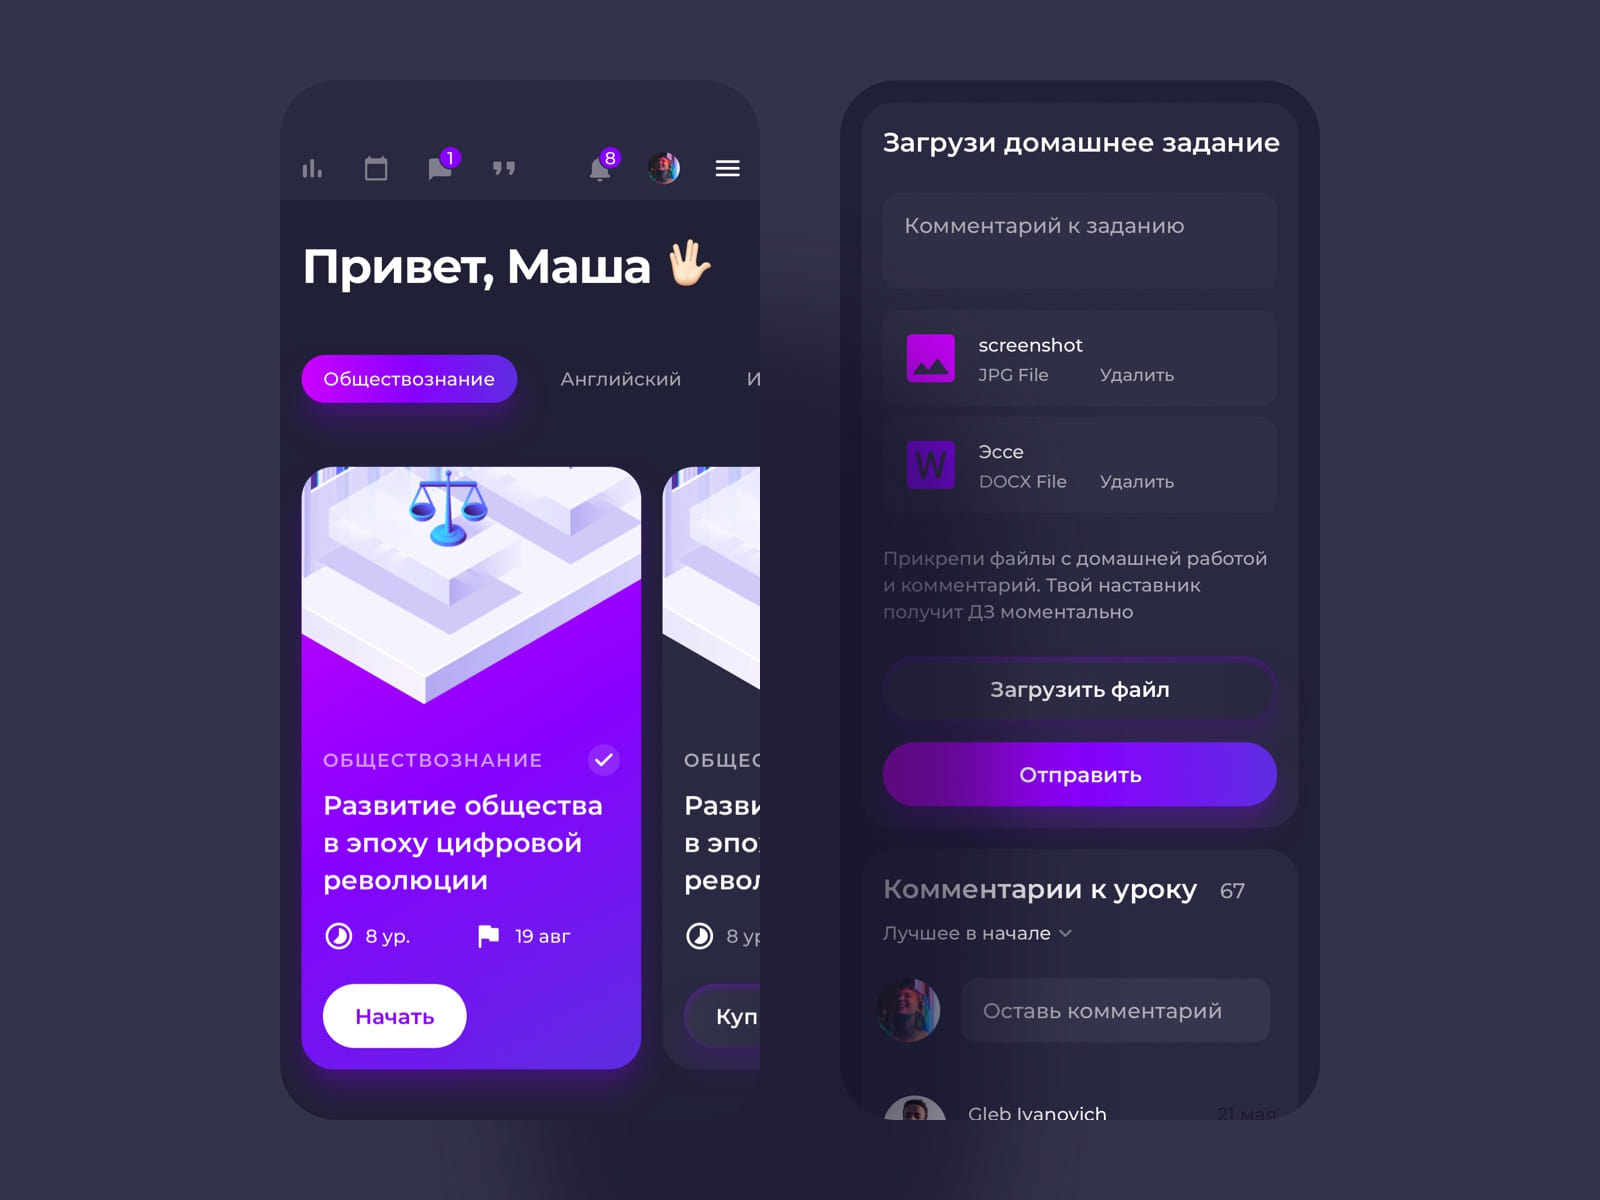 1
8
Привет, Маша
Обществознание
Английский
И
ОБЩЕСТВОЗНАНИЕ
Развитие общества
в эпоху цифровой
революции
8 ур.
19 авг
Начать
ОБЩЕС
Разви
в эпо
револ
8 ур
Куп
Загрузи домашнее задание
Комментарий к заданию
screenshot
JPG File
Удалить
W
Эссе
DOCX File
Удалить
Прикрепи файлы с домашней работой
и комментарий. Твой наставник
получит ДЗ моментально
Загрузить файл
Отправить
Комментарии к уроку 67
Лучшее в начале
Оставь комментарий
Gleb Ivanovich
21 мая